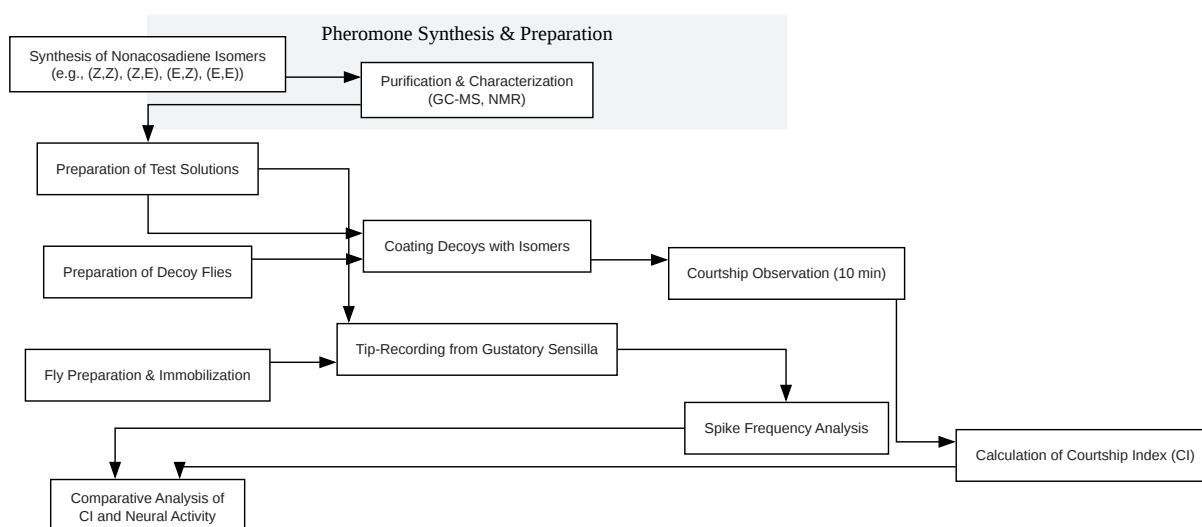 Pheromone Synthesis & Preparation
Synthesis of Nonacosadiene Isomers
(e.g., (Z,Z), (Z,E), (E,Z), (E,E))
Purification & Characterization
(GC-MS, NMR)
Preparation of Test Solutions
Coating Decoys with Isomers
Preparation of Decoy Flies
Courtship Observation (10 min)
Tip-Recording from Gustatory Sensilla
Fly Preparation & Immobilization
Spike Frequency Analysis
Calculation of Courtship Index (CI)
Comparative Analysis of
CI and Neural Activity